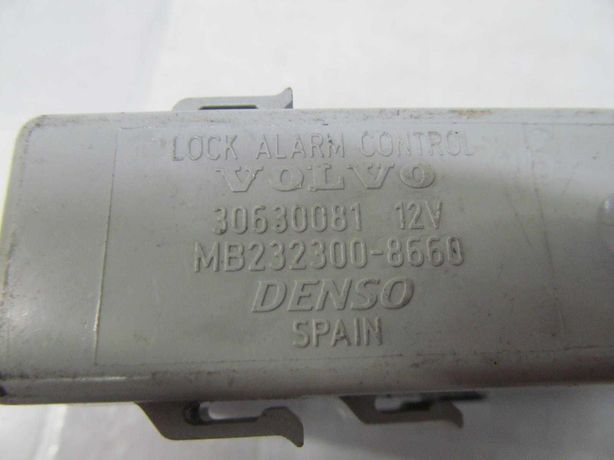 LOCK ALARM CONTROL
VOLVO
30630081 12V
MB232300-8660
DENSO
SPAIN